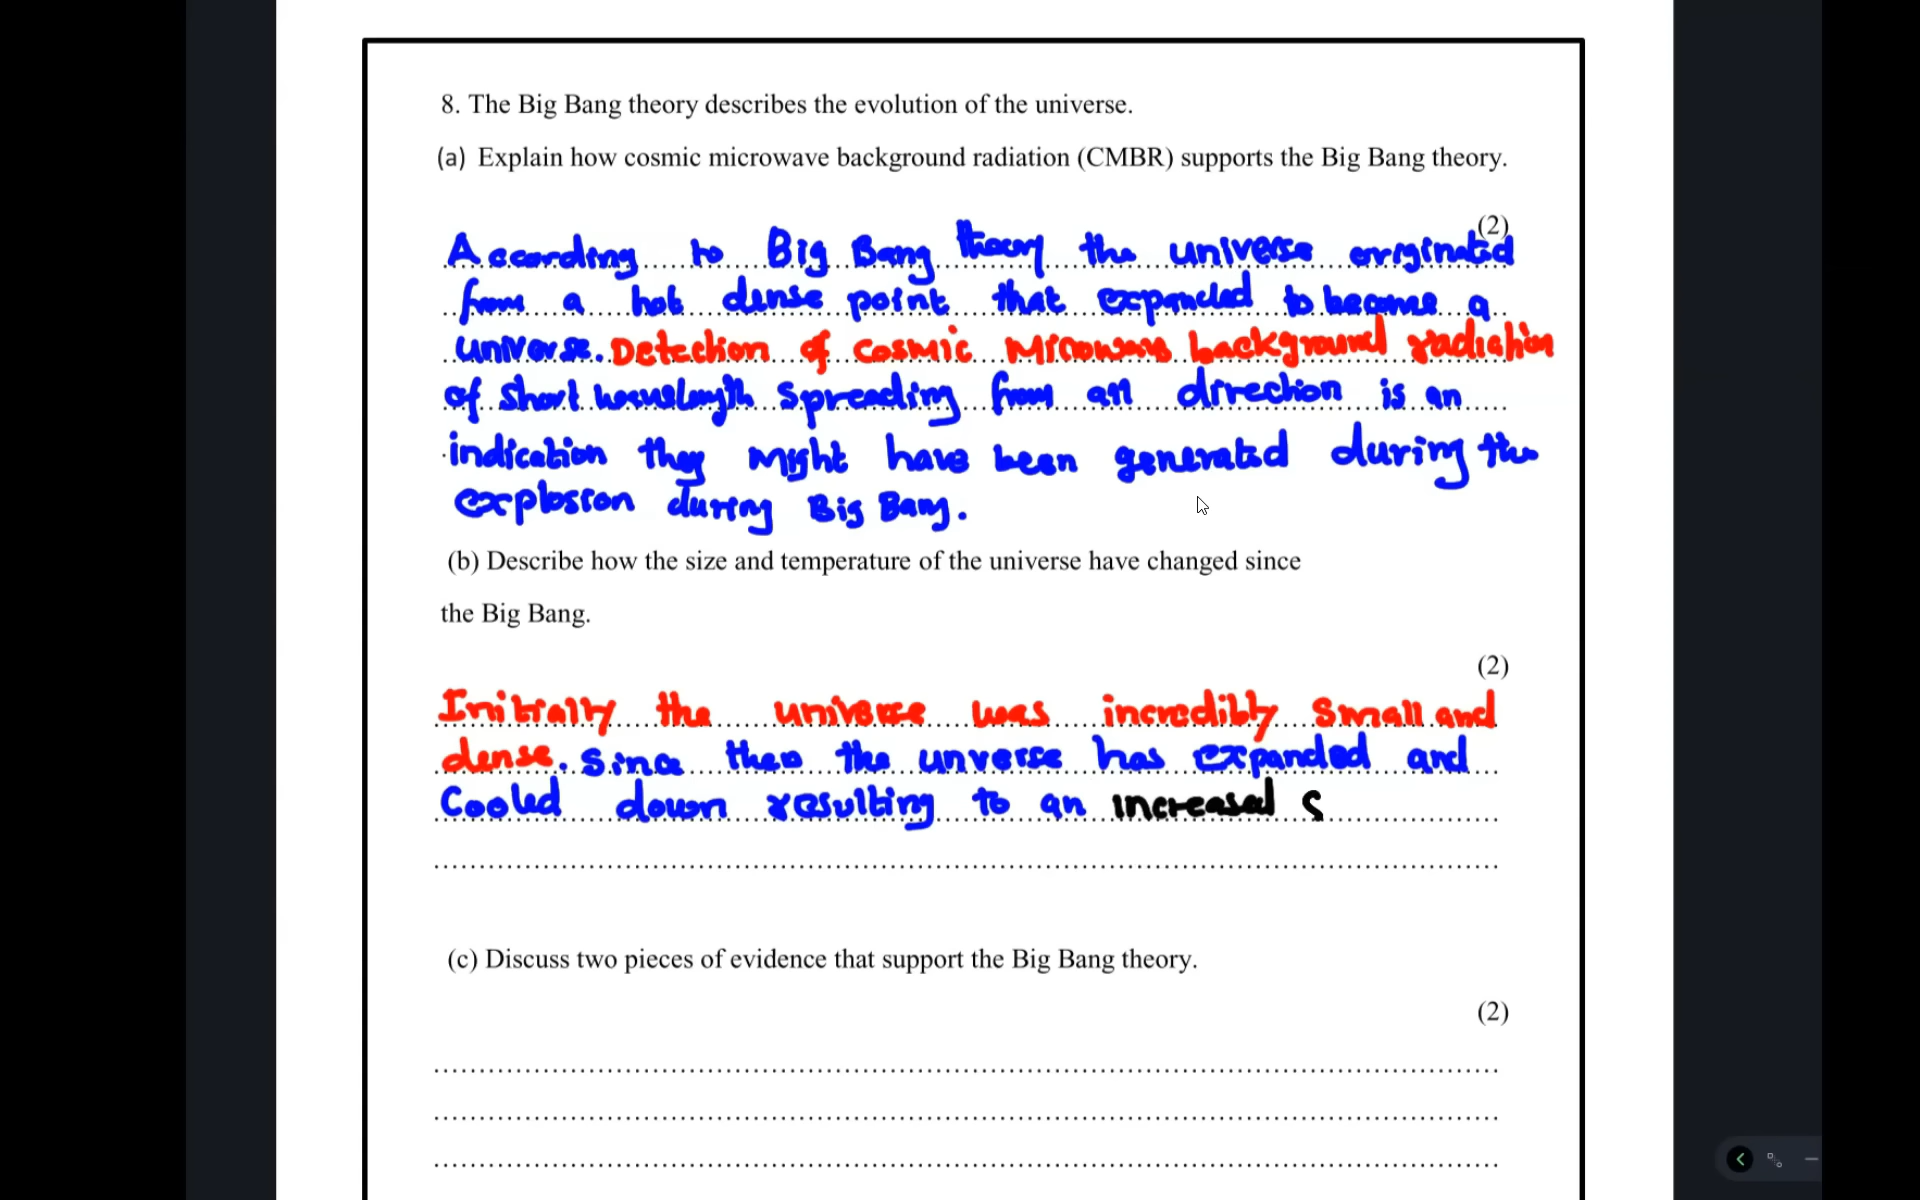 8. The Big Bang theory describes the evolution of the universe.
(a) Explain how cosmic microwave background radiation (CMBR) supports the Big Bang theory.
(2)
According to Big Bang theory the universe originated
from a hot dense point that expanded to become a
universe. Detection of cosmic Microwave background radiation
of short wavelength spreading from all direction is an
indication they might have been generated during the
explosion during Big Bang.
(b) Describe how the size and temperature of the universe have changed since
the Big Bang.
(2)
Initially the universe was incredibly small and
dense. Since then the unverse has expanded and
Cooled down resulting to an increased s
(c) Discuss two pieces of evidence that support the Big Bang theory.
(2)